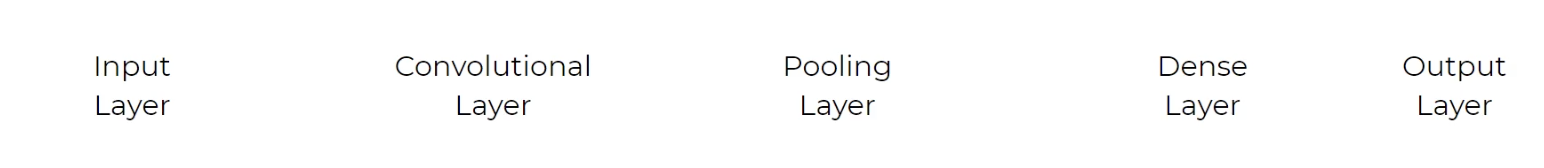 Input Layer
Convolutional Layer
Pooling Layer
Dense Layer
Output Layer